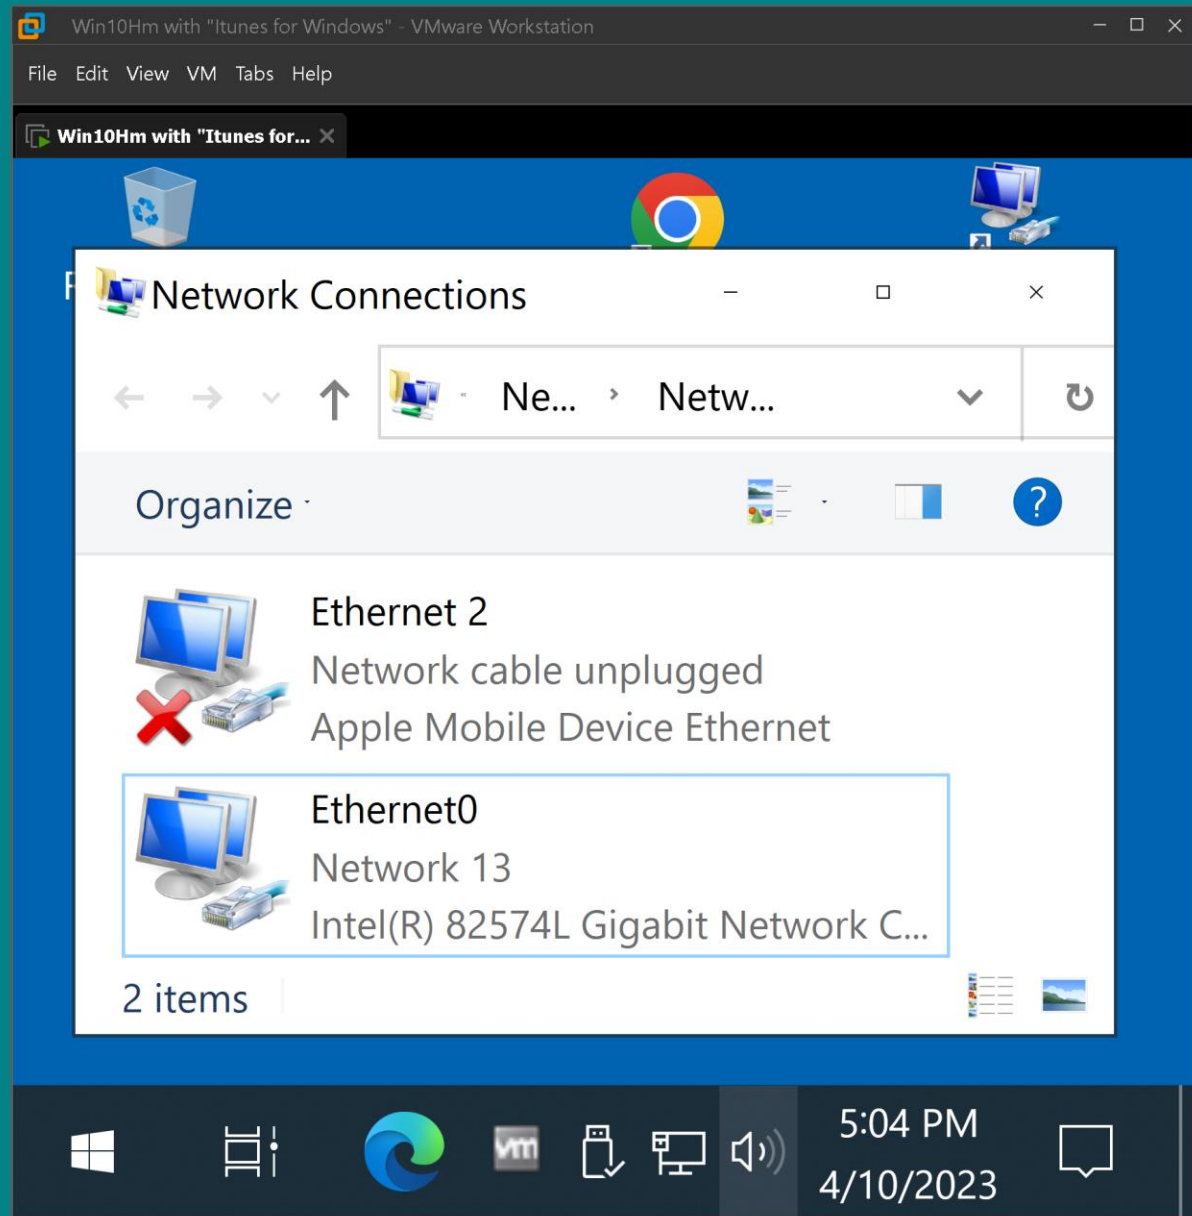 Win10Hm with "Itunes for Windows" - VMware Workstation
File Edit View VM Tabs Help
Win10Hm with "Itunes for...
Network Connections
Ne... Netw...
Organize
?
Ethernet 2
Network cable unplugged
Apple Mobile Device Ethernet
Ethernet0
Network 13
Intel(R) 82574L Gigabit Network C...
2 items
vm
5:04 PM
4/10/2023